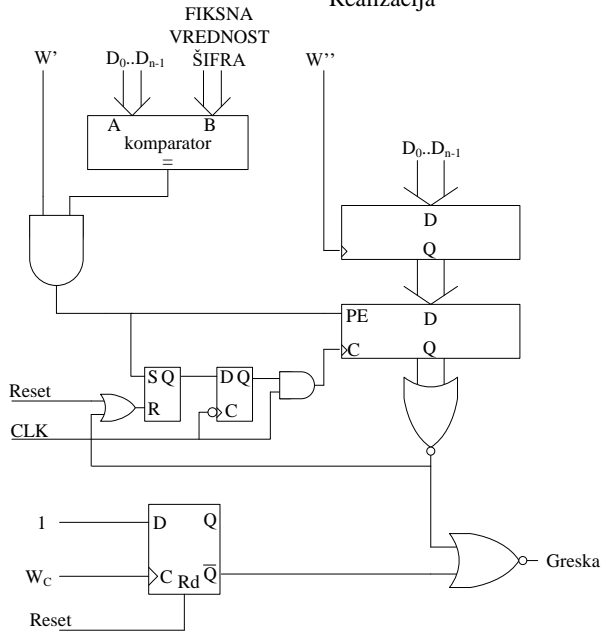 Realizacija
FIKSNA
VREDNOST
ŠIFRA
W'
D0..Dn-1
W''
A
B
komparator
=
D0..Dn-1
D
Q
PE
D
C
Q
S Q
D Q
R
C
Reset
CLK
1
D
Q
WC
C
Rd
Q̅
Greska
Reset